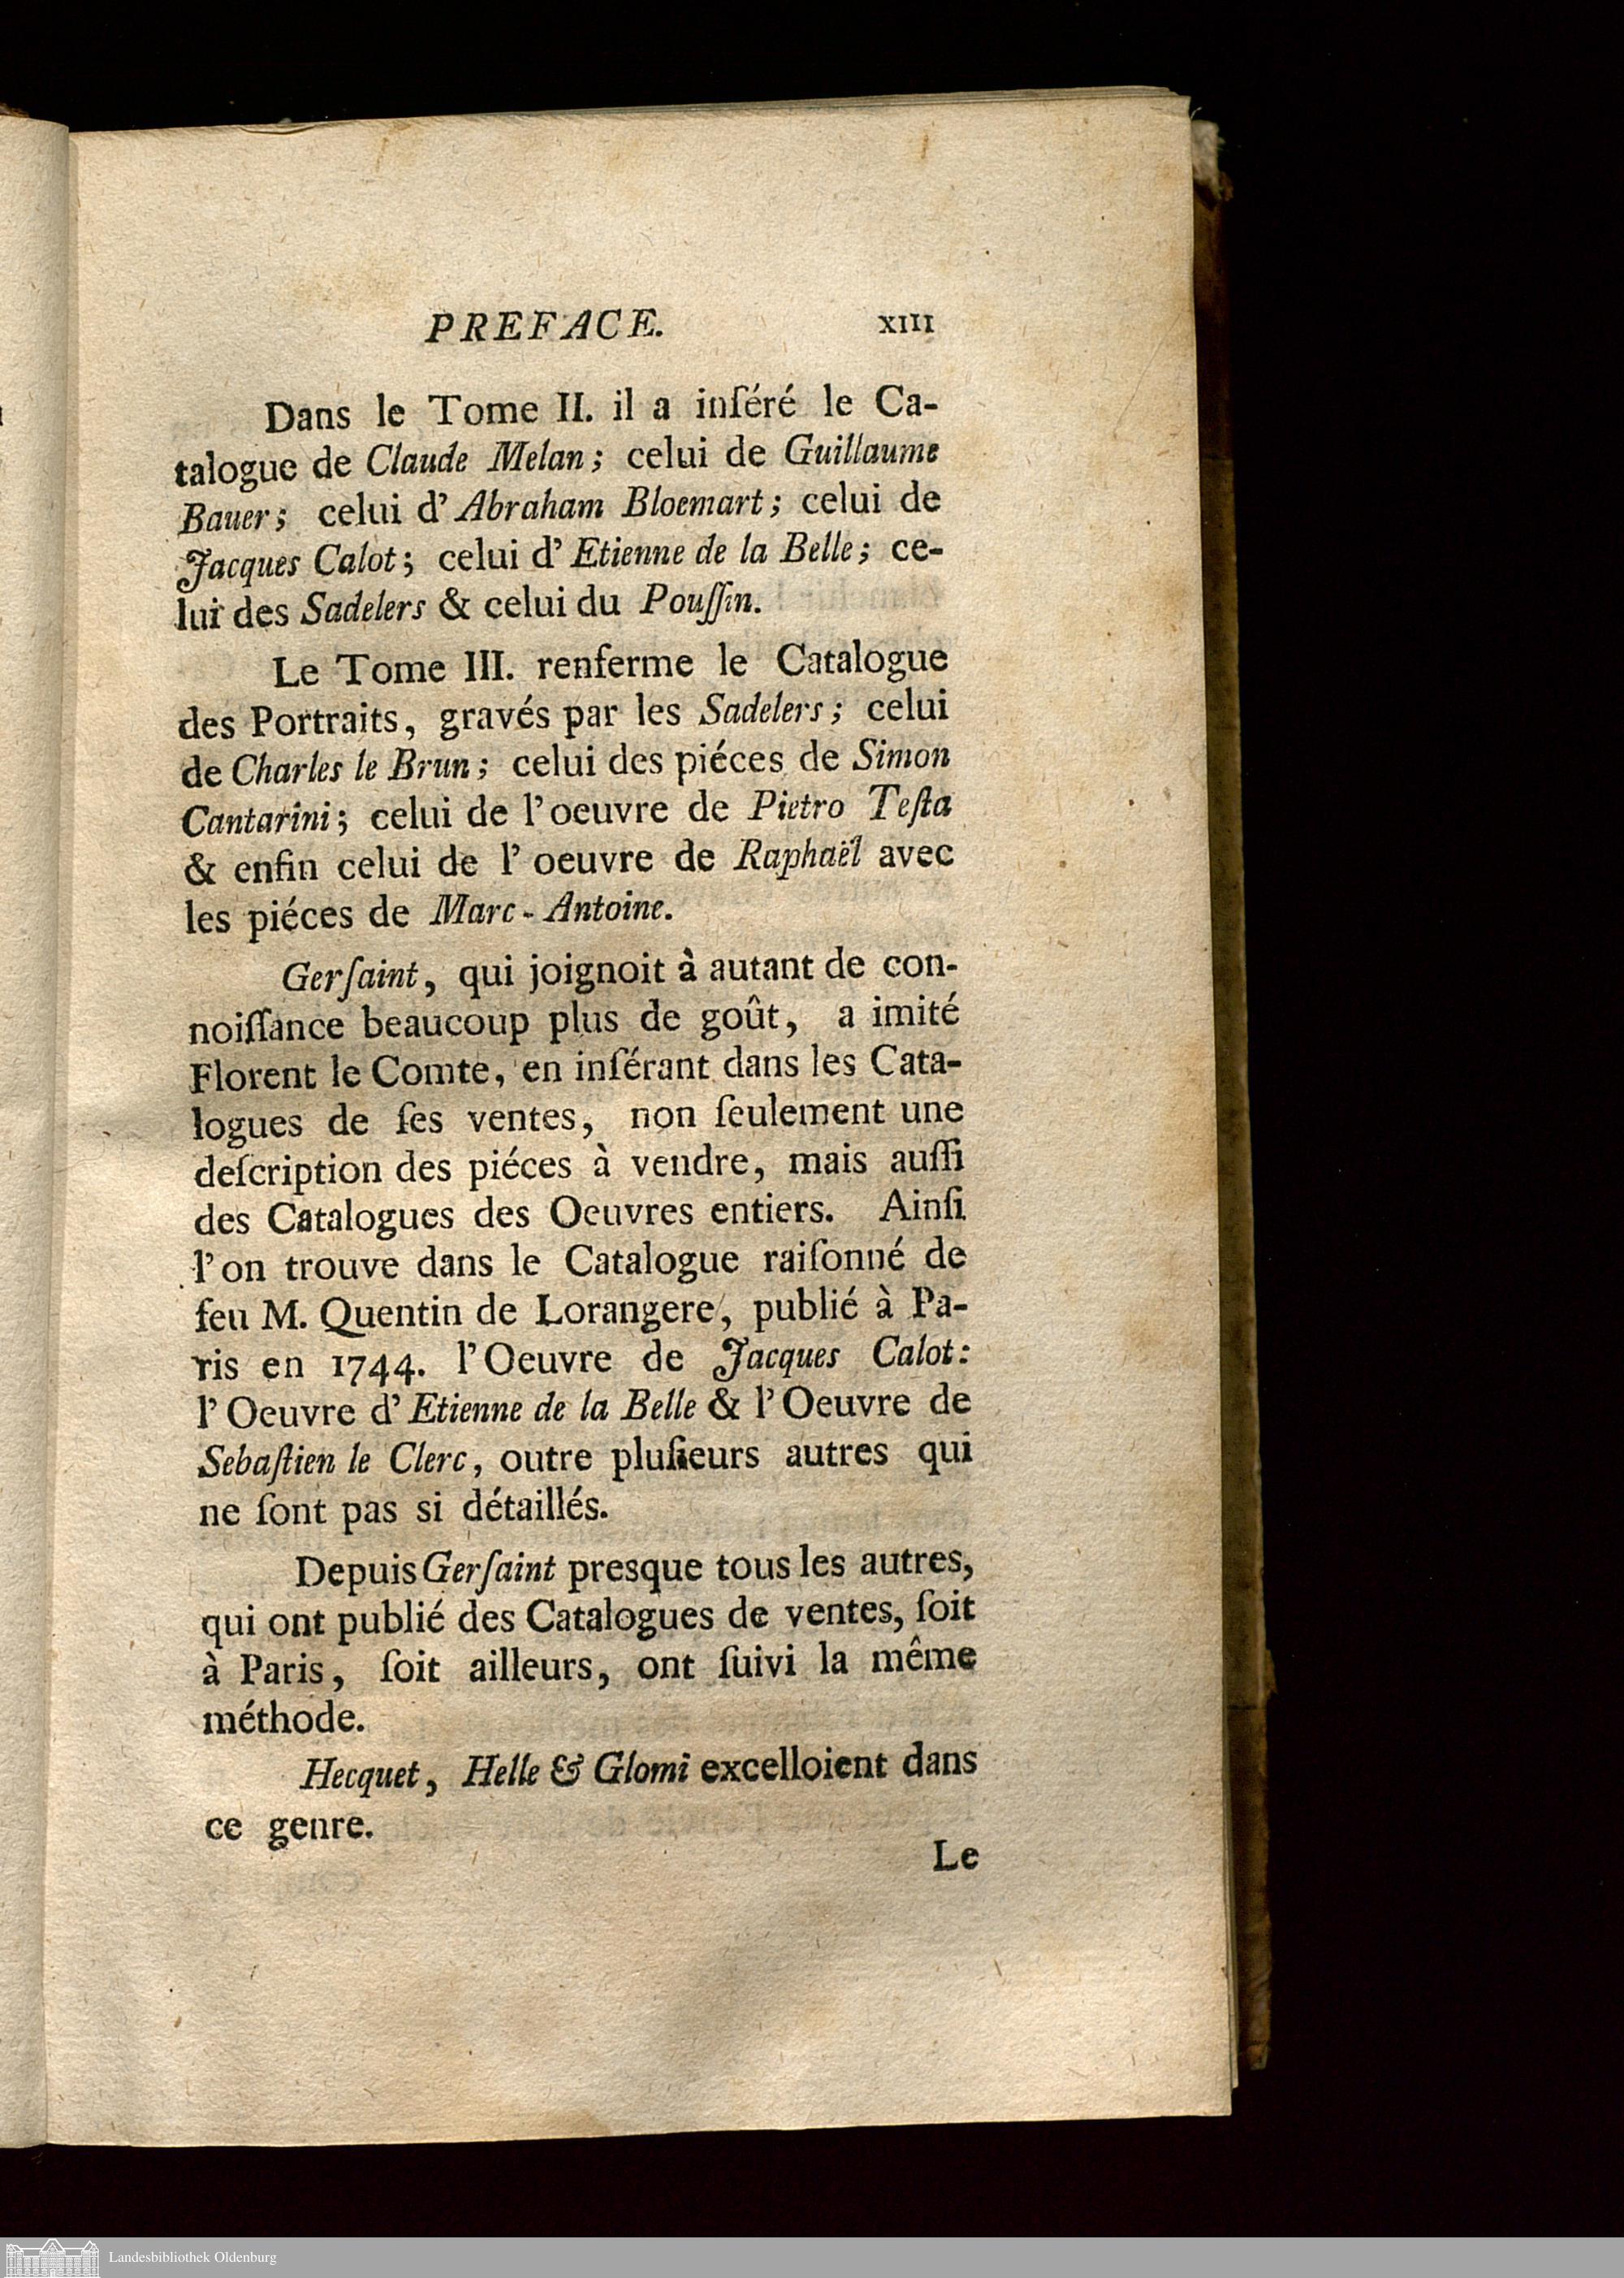 PREFACE. XIII
Dans le Tome II. il a inſéré le Ca-
talogue de Claude Melan; celui de Guillaume
Bauer; celui d' Abraham Bloemart; celui de
Jacques Calot; celui d' Etienne de la Belle; ce-
lui des Sadelers & celui du Pouſſin.
Le Tome III. renferme le Catalogue
des Portraits, gravés par les Sadelers; celui
de Charles le Brun; celui des piéces de Simon
Cantarini; celui de l'oeuvre de Pietro Teſta
& enfin celui de l' oeuvre de Raphaël avec
les piéces de Marc-Antoine.
Gerſaint, qui joignoit à autant de con-
noiſſance beaucoup plus de goût, a imité
Florent le Comte, en inſérant dans les Cata-
logues de ſes ventes, non ſeulement une
deſcription des piéces à vendre, mais auſſi
des Catalogues des Oeuvres entiers. Ainſi
l'on trouve dans le Catalogue raiſonné de
feu M. Quentin de Lorangere, publié à Pa-
ris en 1744. l'Oeuvre de Jacques Calot:
l'Oeuvre d' Etienne de la Belle & l'Oeuvre de
Sebaſtien le Clerc, outre pluſieurs autres qui
ne ſont pas si détaillés.
Depuis Gerſaint presque tous les autres,
qui ont publié des Catalogues de ventes, ſoit
à Paris, ſoit ailleurs, ont ſuivi la même
méthode.
Hecquet, Helle & Glomi excelloient dans
ce genre.
Le
Landesbibliothek Oldenburg